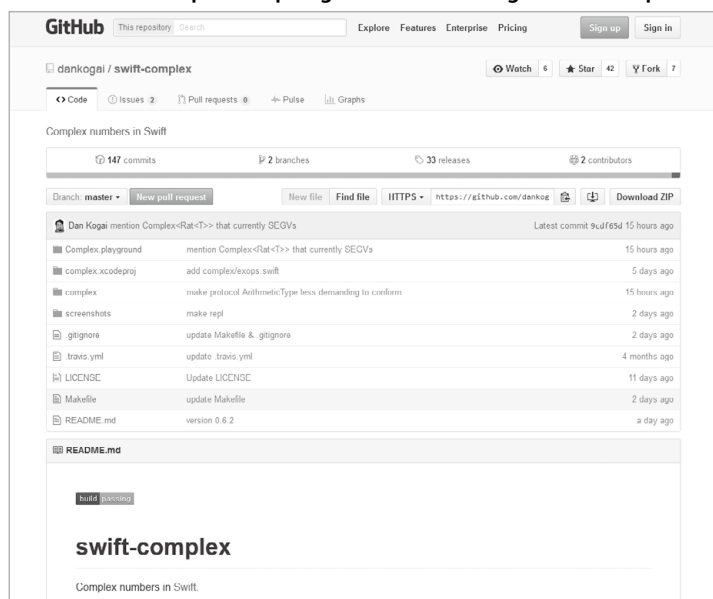 GitHub This repository Search Explore Features Enterprise Pricing Sign up Sign in
dankogai / swift-complex Watch 6 Star 42 Fork 7
Code Issues 2 Pull requests 0 Pulse Graphs
Complex numbers in Swift
147 commits 2 branches 33 releases 2 contributors
Branch: master New pull request New file Find file HTTPS https://github.com/dankog Download ZIP
Dan Kogai mention Complex<Rat<T>> that currently SEGVs Latest commit 9cdf65d 15 hours ago
Complex.playground mention Complex<Rat<T>> that currently SEGVs 15 hours ago
complex.xcodeproj add complex/exops.swift 5 days ago
complex make protocol ArithmeticType less demanding to conform 15 hours ago
screenshots make repl 2 days ago
.gitignore update Makefile & .gitignore 2 days ago
.travis.yml update .travis.yml 4 months ago
LICENSE Update LICENSE 11 days ago
Makefile update Makefile 2 days ago
README.md version 0.6.2 a day ago
README.md
build passing
swift-complex
Complex numbers in Swift.